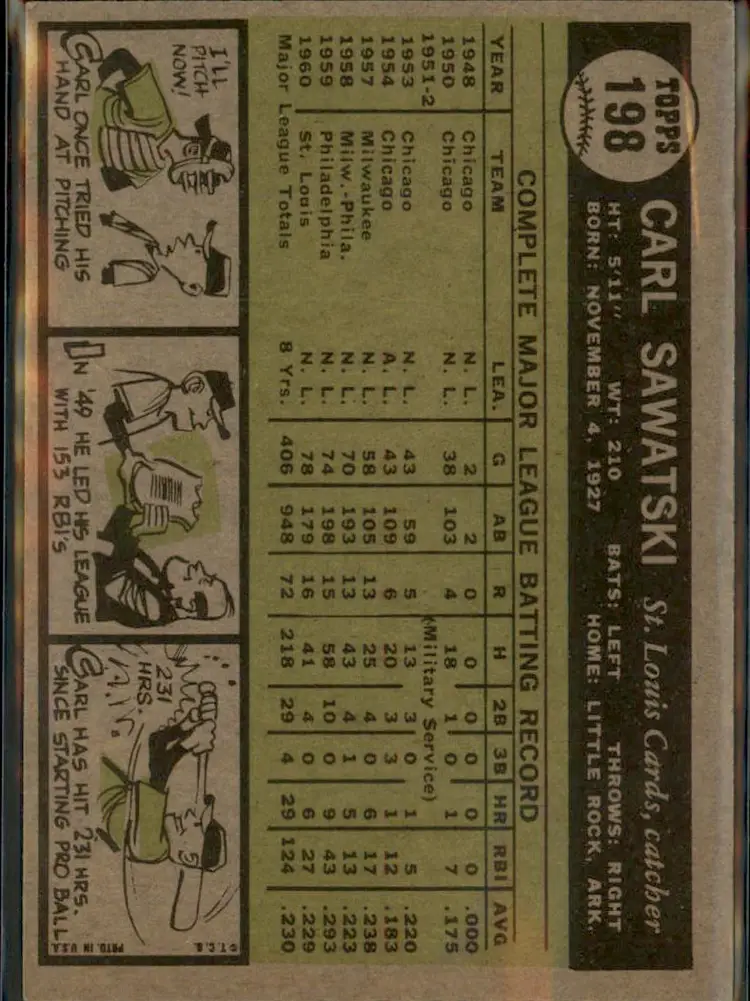 TOPPS
198
CARL SAWATSKI St. Louis Cards, catcher
HT: 5'11" WT: 210 BATS: LEFT THROWS: RIGHT
BORN: NOVEMBER 4, 1927 HOME: LITTLE ROCK, ARK.
COMPLETE MAJOR LEAGUE BATTING RECORD
YEAR TEAM LEA. G AB R H 2B 3B HR RBI AVG
1948 Chicago N. L. 2 2 0 0 0 0 0 0 .000
1950 Chicago N. L. 38 103 4 18 1 0 1 7 .175
1951-2 (Military Service)
1953 Chicago N. L. 43 59 5 13 3 0 1 5 .220
1954 Chicago A. L. 43 109 6 20 3 3 1 12 .183
1957 Milwaukee N. L. 58 105 13 25 4 0 6 17 .238
1958 Milw.-Phila. N. L. 70 193 13 43 4 1 5 13 .223
1959 Philadelphia N. L. 74 198 15 58 10 0 9 43 .293
1960 St. Louis N. L. 78 179 16 41 4 0 6 27 .229
Major League Totals 8 Yrs. 406 948 72 218 29 4 29 124 .230
I'LL
PITCH
NOW!
CARL ONCE TRIED HIS
HAND AT PITCHING
IN '49 HE LED HIS LEAGUE
WITH 153 RBI'S
231
HRS.
CARL HAS HIT 231 HRS.
SINCE STARTING PRO BALL
© T. C. G.
PRTD. IN U.S.A.